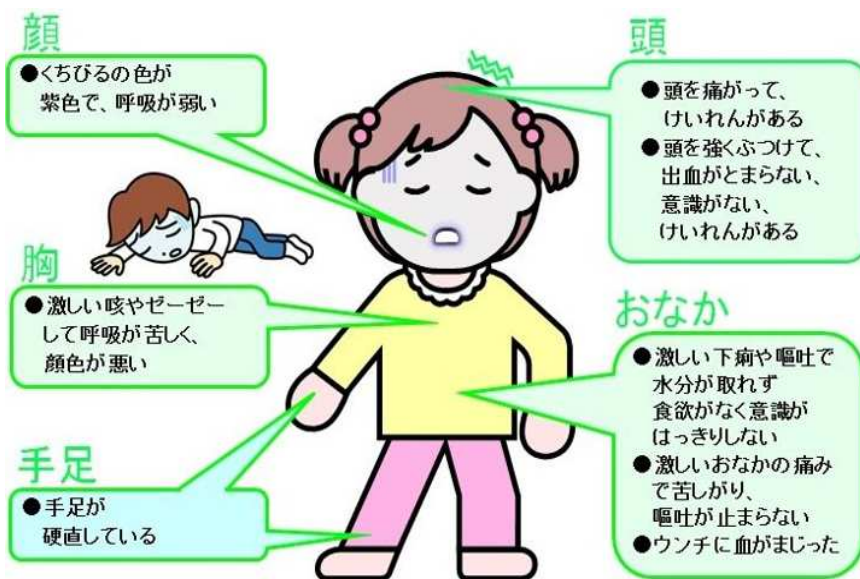 顔
●くちびるの色が
紫色で、呼吸が弱い
頭
●頭を痛がって、
けいれんがある
●頭を強くぶつけて、
出血がとまらない、
意識がない、
けいれんがある
胸
●激しい咳やゼーゼー
して呼吸が苦しく、
顔色が悪い
おなか
●激しい下痢や嘔吐で
水分が取れず
食欲がなく意識が
はっきりしない
●激しいおなかの痛み
で苦しがり、
嘔吐が止まらない
●ウンチに血がまじった
手足
●手足が
硬直している